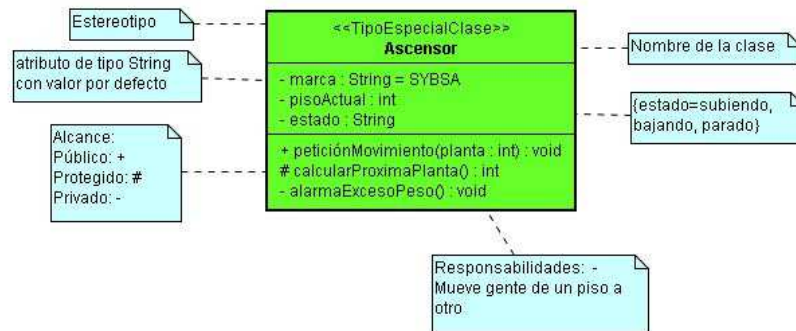 Estereotipo
<<TipoEspecialClase>>
Ascensor
Nombre de la clase
atributo de tipo String
con valor por defecto
- marca : String = SYBSA
- pisoActual : int
- estado : String
{estado=subiendo,
bajando, parado}
Alcance:
Público: +
Protegido: #
Privado: -
+ peticiónMovimiento(planta : int) : void
# calcularProximaPlanta() : int
- alarmaExcesoPeso() : void
Responsabilidades: -
Mueve gente de un piso a
otro